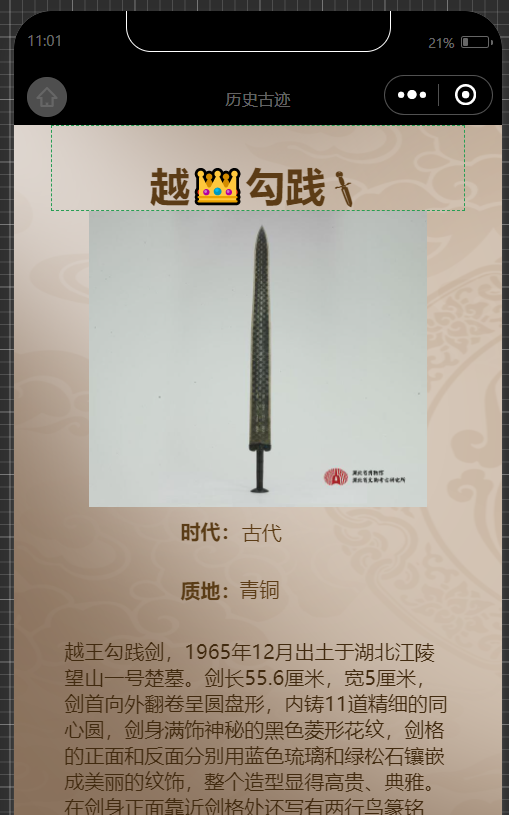 11:01
21%
历史古迹
越👑勾践🗡
湖北省博物馆
湖北省文物考古研究所
时代：古代
质地：青铜
越王勾践剑，1965年12月出土于湖北江陵
望山一号楚墓。剑长55.6厘米，宽5厘米，
剑首向外翻卷呈圆盘形，内铸11道精细的同
心圆，剑身满饰神秘的黑色菱形花纹，剑格
的正面和反面分别用蓝色琉璃和绿松石镶嵌
成美丽的纹饰，整个造型显得高贵、典雅。
在剑身正面靠近剑格处还写有两行鸟篆铭